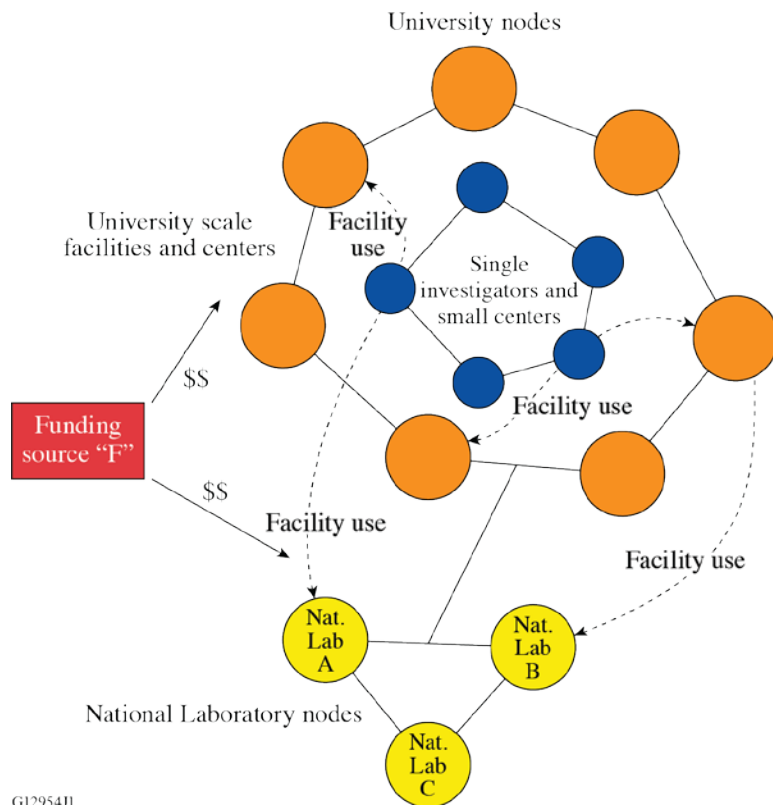 University nodes
University scale
facilities and centers
Facility
use
Single
investigators and
small centers
$$
Facility use
Funding
source “F”
$$
Facility use
Facility use
Nat.
Lab
A
Nat.
Lab
B
National Laboratory nodes
Nat.
Lab
C
G12954J1